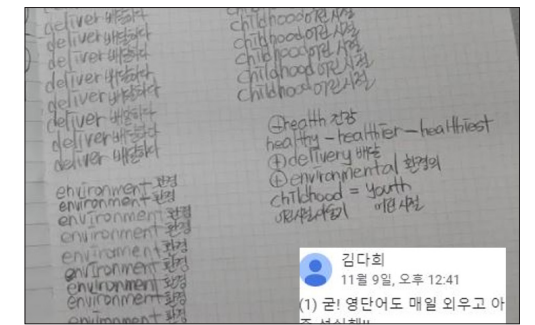 deliver 배달하다
deliver 배달하다
deliver 배달하다
deliver 배달하다
deliver 배달하다
deliver 배달하다
deliver 배달하다
deliver 배달하다
environment 환경
environment 환경
environment 환경
environment 환경
environment 환경
environment 환경
environment 환경
environment 환경
environment 환경
childhood 어린 시절
childhood 어린 시절
childhood 어린 시절
childhood 어린 시절
childhood 어린 시절
childhood 어린 시절
⊕health 건강
healthy-healthier-healthiest
⊕delivery 배달
⊕environmental 환경의
childhood = youth
어린 시절
김다희
11월 9일, 오후 12:41
(1) 굳! 영단어도 매일 외우고 아